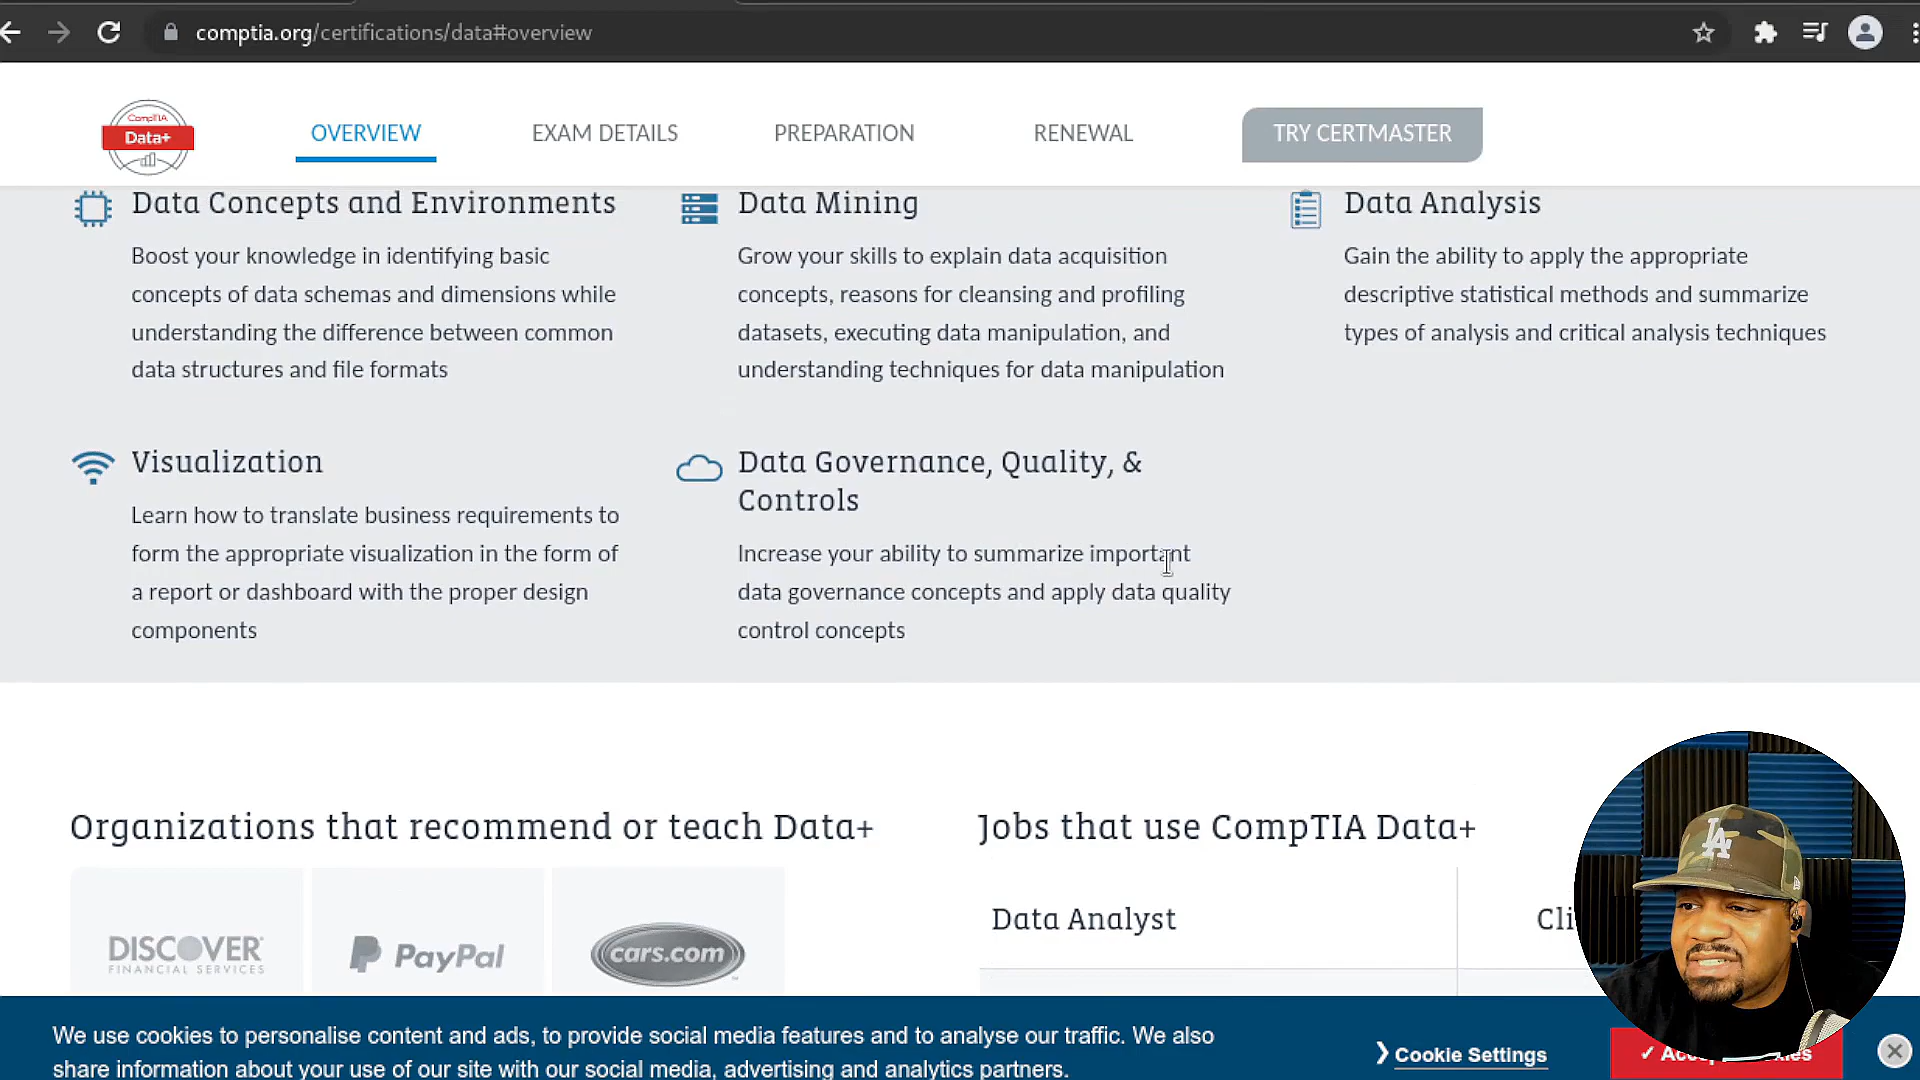 comptia.org/certifications/data#overview
CompTIA
Data+
OVERVIEW
EXAM DETAILS
PREPARATION
RENEWAL
TRY CERTMASTER
Data Concepts and Environments
Boost your knowledge in identifying basic
concepts of data schemas and dimensions while
understanding the difference between common
data structures and file formats
Data Mining
Grow your skills to explain data acquisition
concepts, reasons for cleansing and profiling
datasets, executing data manipulation, and
understanding techniques for data manipulation
Data Analysis
Gain the ability to apply the appropriate
descriptive statistical methods and summarize
types of analysis and critical analysis techniques
Visualization
Learn how to translate business requirements to
form the appropriate visualization in the form of
a report or dashboard with the proper design
components
Data Governance, Quality, &
Controls
Increase your ability to summarize important
data governance concepts and apply data quality
control concepts
Organizations that recommend or teach Data+
DISCOVER
FINANCIAL SERVICES
PayPal
cars.com
Jobs that use CompTIA Data+
Data Analyst
Cli
LA
We use cookies to personalise content and ads, to provide social media features and to analyse our traffic. We also
share information about your use of our site with our social media, advertising and analytics partners.
Cookie Settings